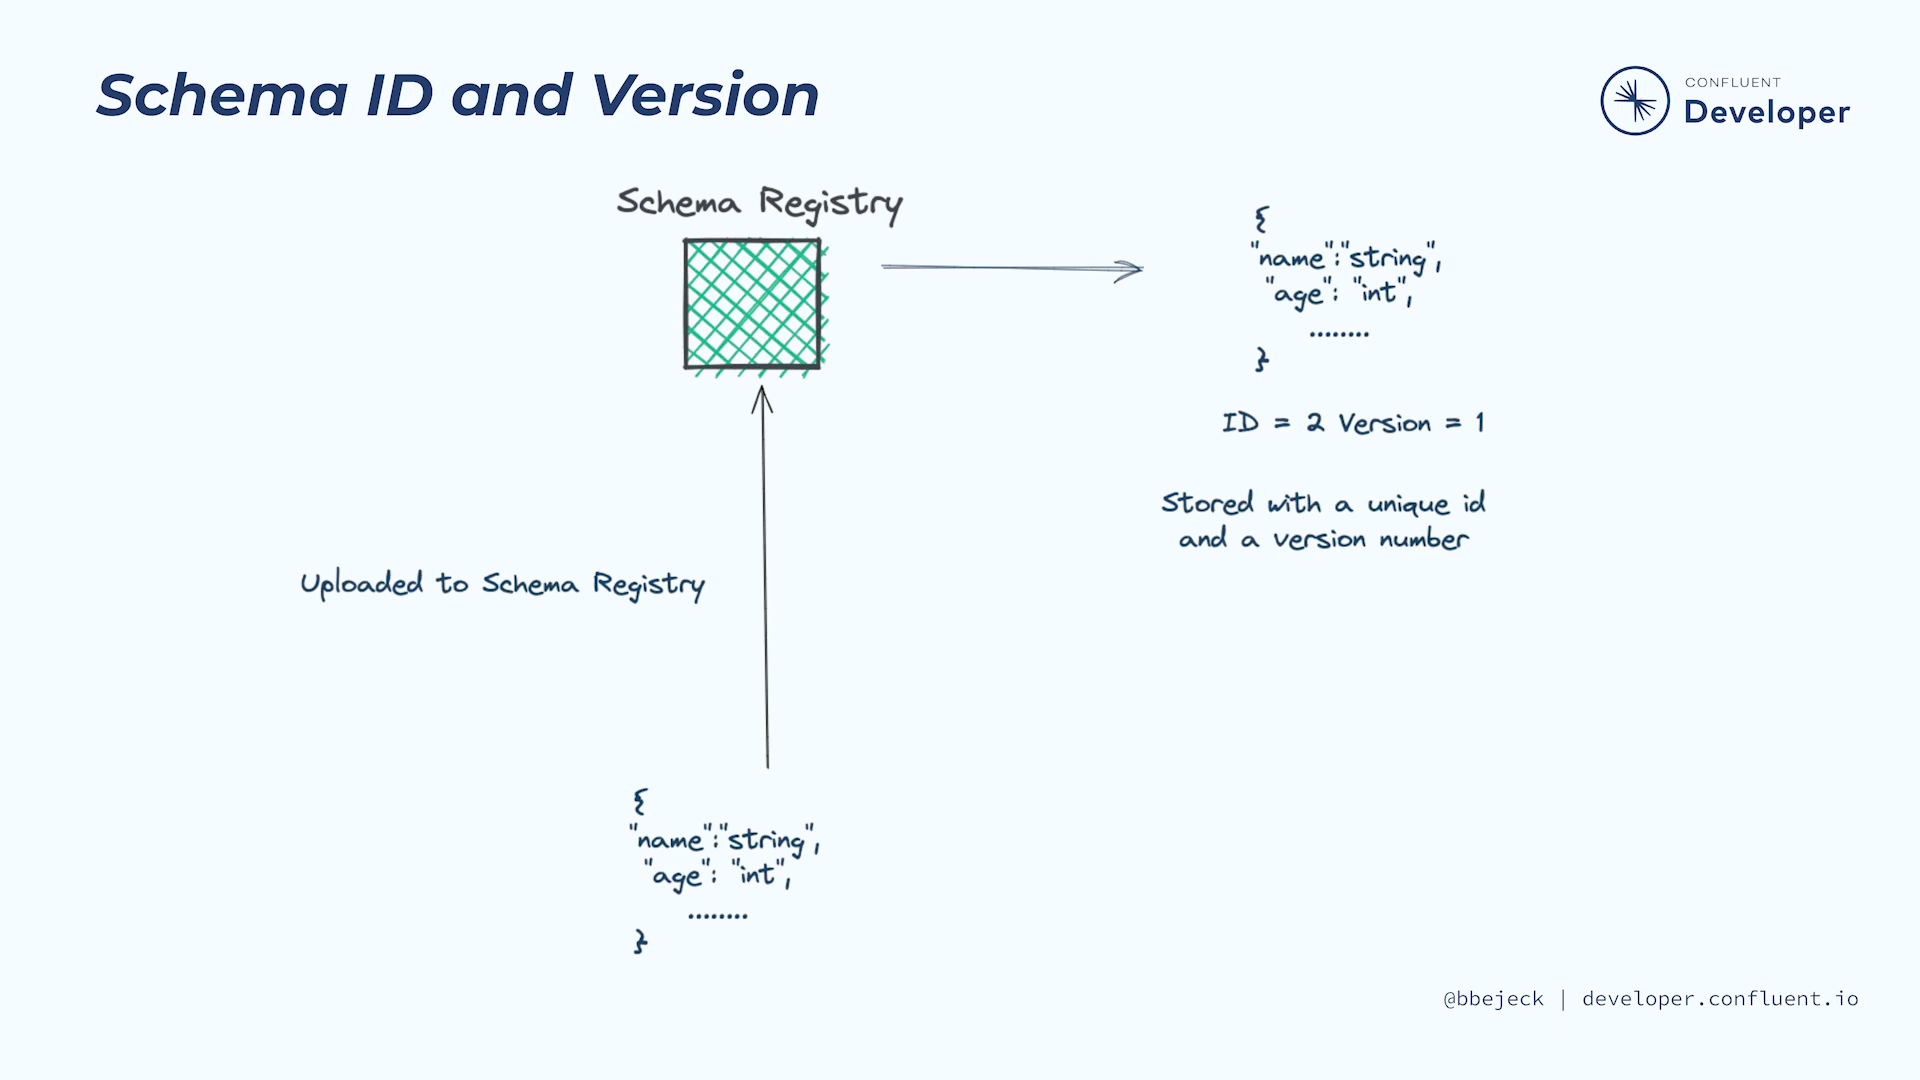 Schema ID and Version
CONFLUENT
Developer
Schema Registry
{
"name":"string",
"age": "int",
........
}
ID = 2 Version = 1
Stored with a unique id
and a version number
Uploaded to Schema Registry
{
"name":"string",
"age": "int",
........
}
@bbejeck | developer.confluent.io